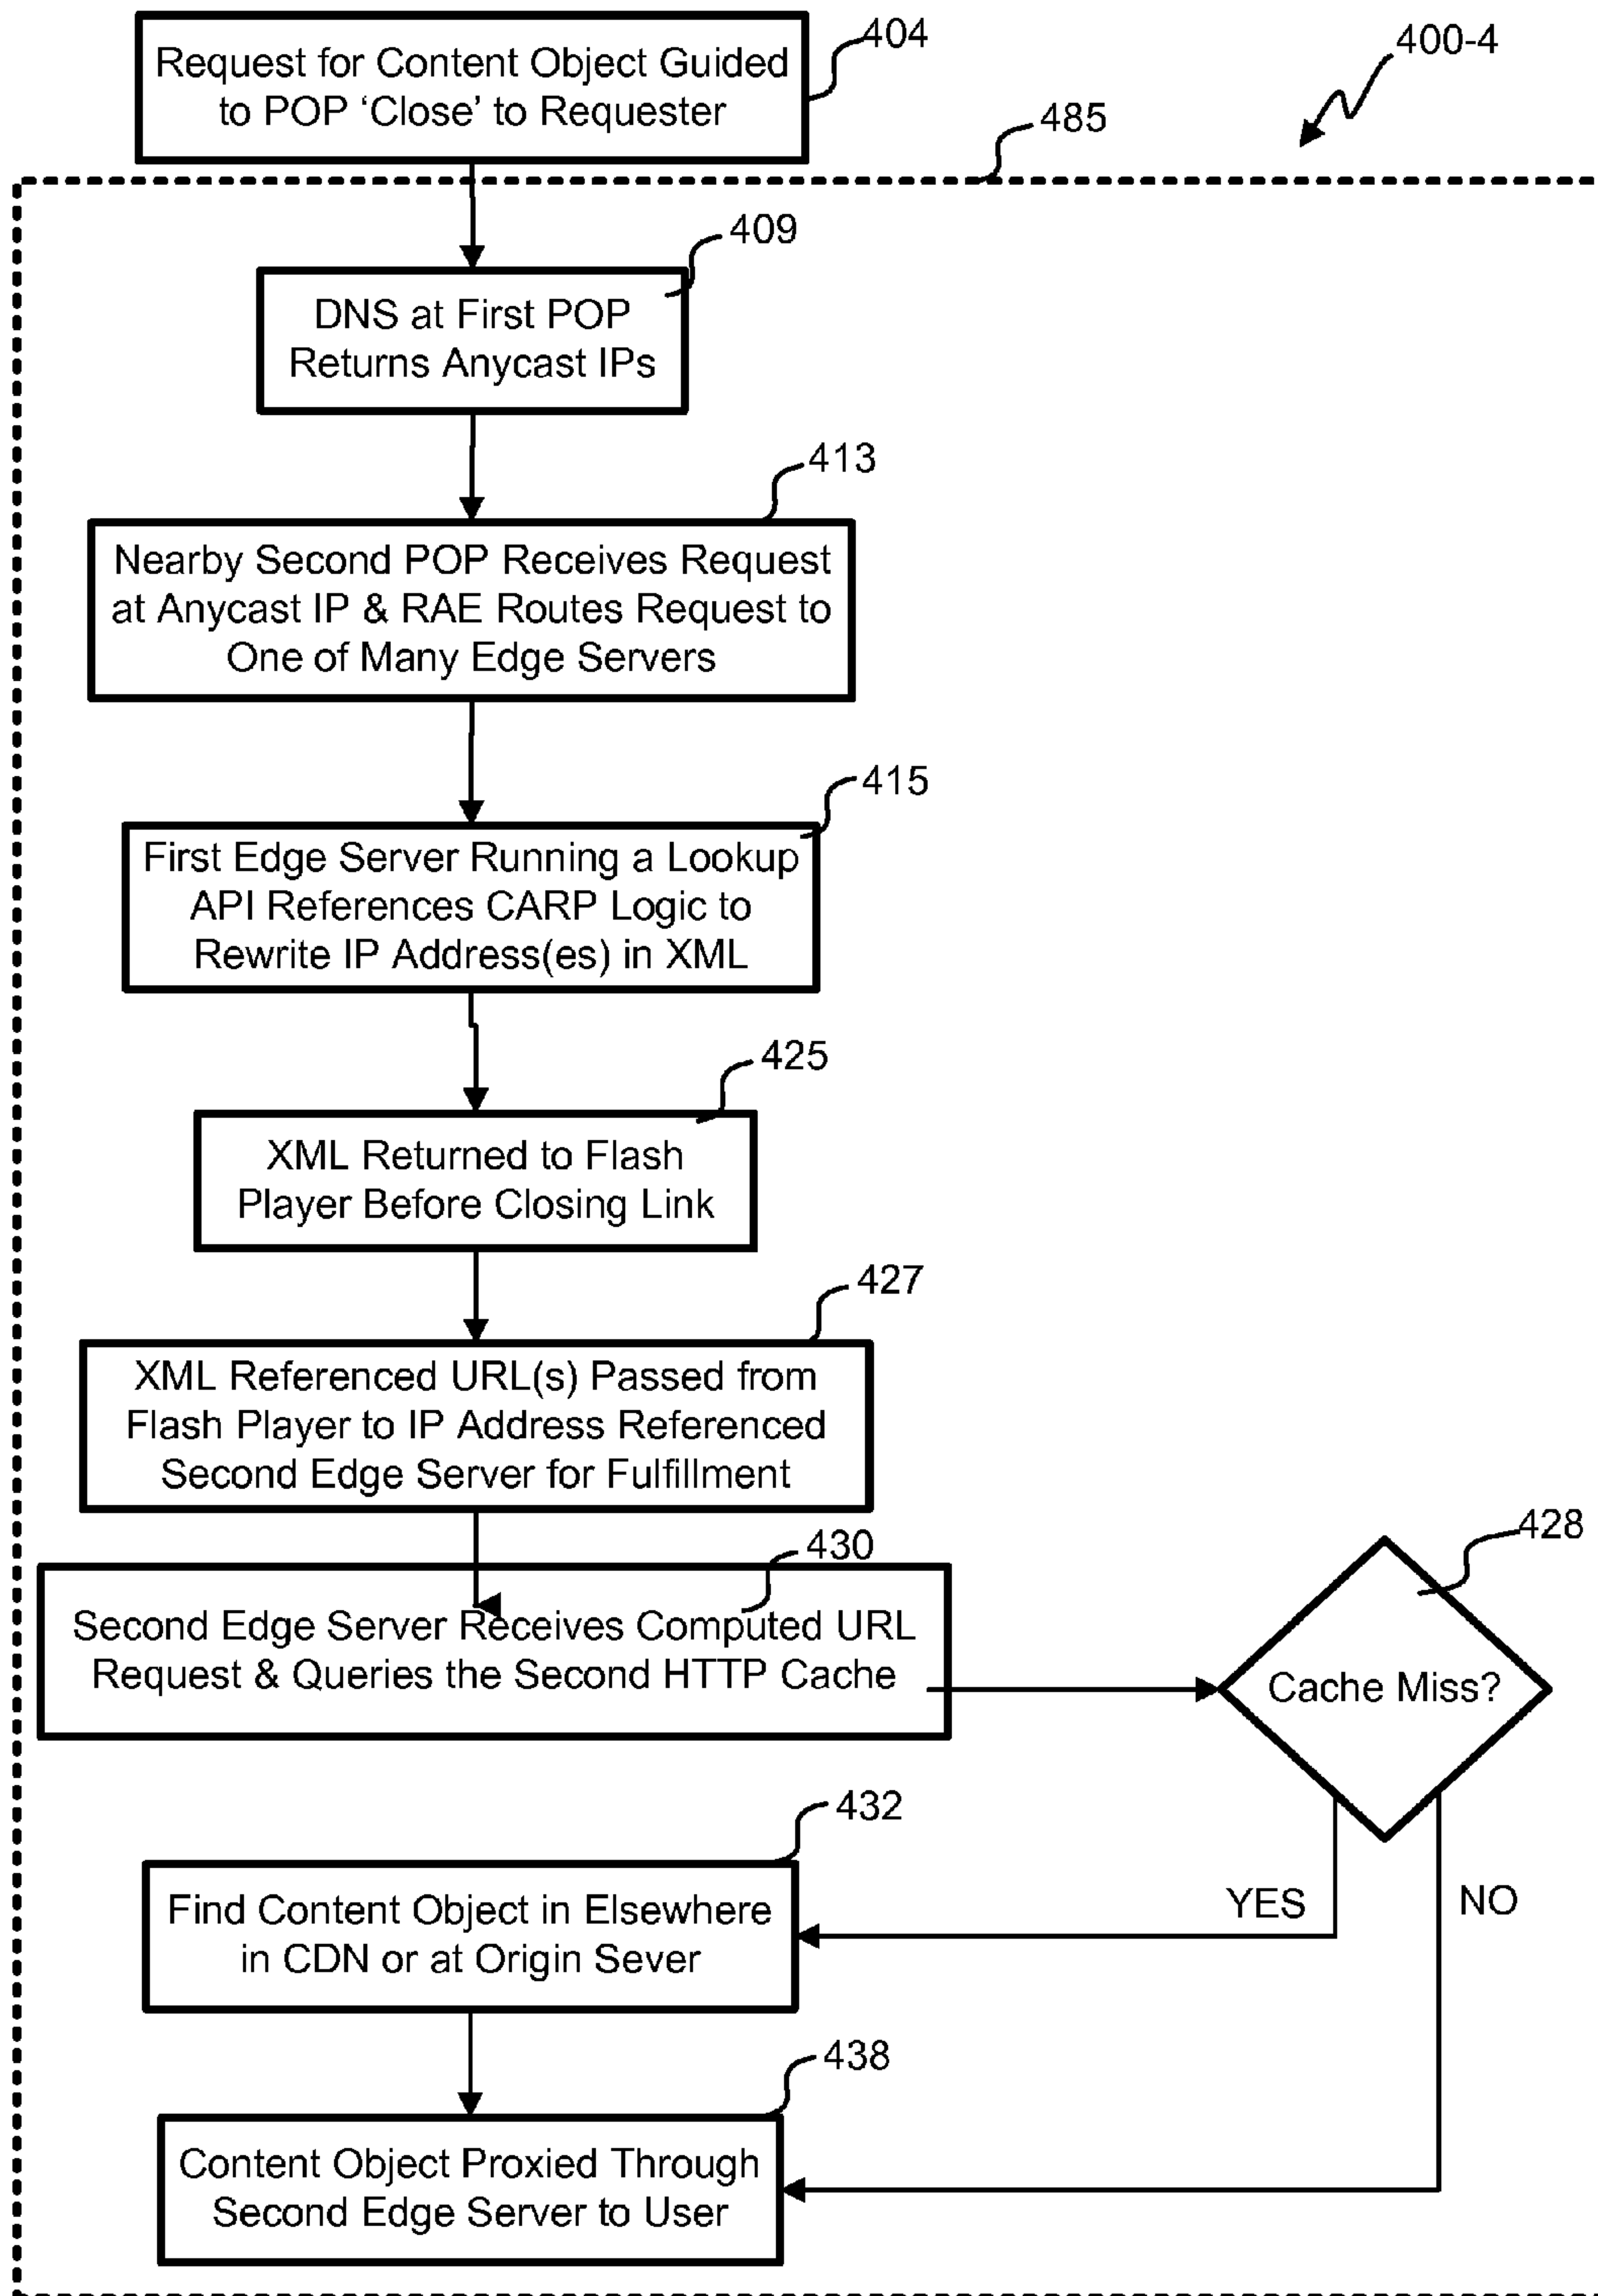 Request for Content Object Guided
to POP ‘Close’ to Requester
404
400-4
485
409
DNS at First POP
Returns Anycast IPs
413
Nearby Second POP Receives Request
at Anycast IP & RAE Routes Request to
One of Many Edge Servers
415
First Edge Server Running a Lookup
API References CARP Logic to
Rewrite IP Address(es) in XML
425
XML Returned to Flash
Player Before Closing Link
427
XML Referenced URL(s) Passed from
Flash Player to IP Address Referenced
Second Edge Server for Fulfillment
430
Second Edge Server Receives Computed URL
Request & Queries the Second HTTP Cache
428
Cache Miss?
YES
NO
432
Find Content Object in Elsewhere
in CDN or at Origin Sever
438
Content Object Proxied Through
Second Edge Server to User